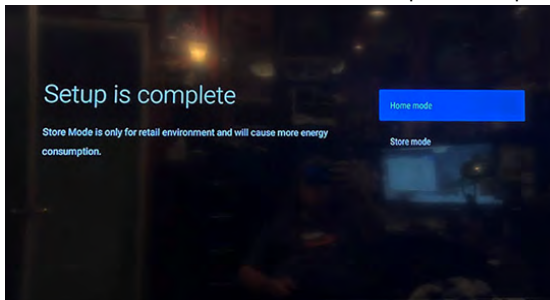 Setup is complete
Home mode
Store Mode is only for retail environment and will cause more energy
consumption.
Store mode